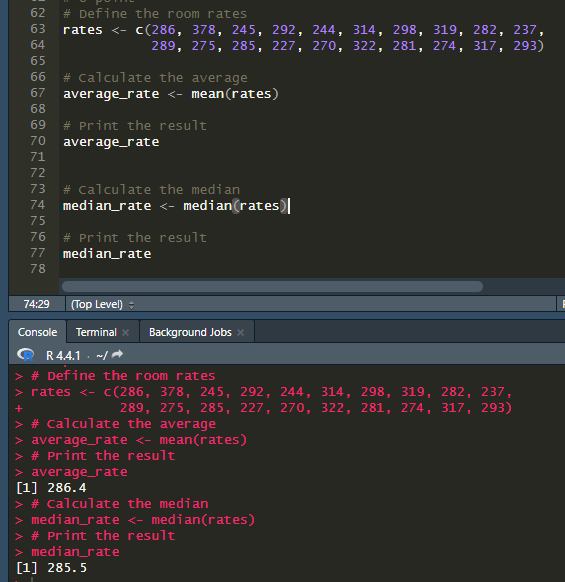 62 # Define the room rates
63 rates <- c(286, 378, 245, 292, 244, 314, 298, 319, 282, 237,
64 289, 275, 285, 227, 270, 322, 281, 274, 317, 293)
65
66 # Calculate the average
67 average_rate <- mean(rates)
68
69 # Print the result
70 average_rate
71
72
73 # Calculate the median
74 median_rate <- median(rates)
75
76 # Print the result
77 median_rate
78
74:29 (Top Level)
Console Terminal × Background Jobs ×
R 4.4.1 · ~/
> # Define the room rates
> rates <- c(286, 378, 245, 292, 244, 314, 298, 319, 282, 237,
+ 289, 275, 285, 227, 270, 322, 281, 274, 317, 293)
> # Calculate the average
> average_rate <- mean(rates)
> # Print the result
> average_rate
[1] 286.4
> # Calculate the median
> median_rate <- median(rates)
> # Print the result
> median_rate
[1] 285.5